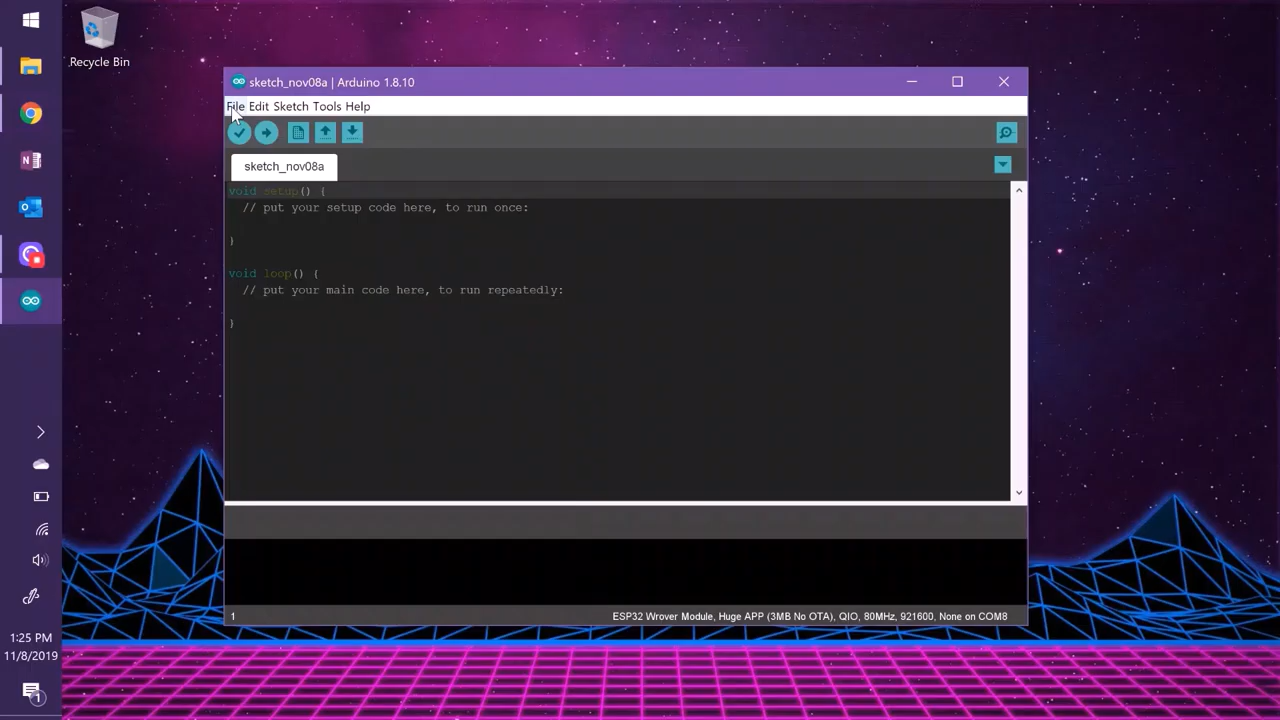 Recycle Bin
sketch_nov08a | Arduino 1.8.10
File Edit Sketch Tools Help
sketch_nov08a
void setup() {
// put your setup code here, to run once:
}
void loop() {
// put your main code here, to run repeatedly:
}
1
ESP32 Wrover Module, Huge APP (3MB No OTA), QIO, 80MHz, 921600, None on COM8
1:25 PM
11/8/2019
1